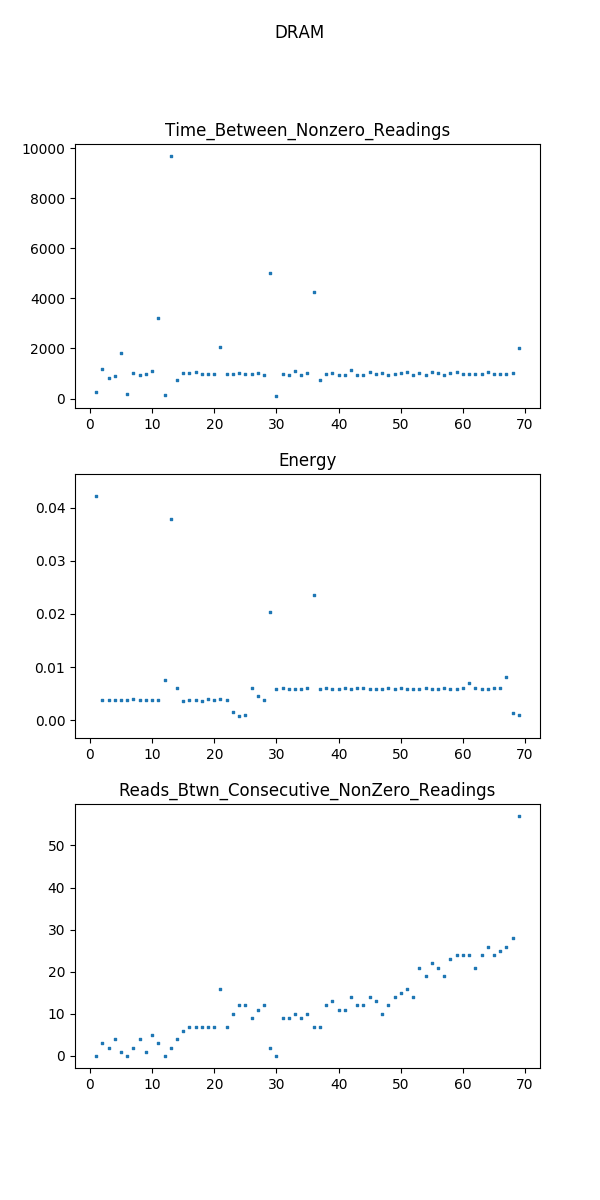 DRAM
Time_Between_Nonzero_Readings
10000
8000
6000
4000
2000
0
0 10 20 30 40 50 60 70
Energy
0.04
0.03
0.02
0.01
0.00
0 10 20 30 40 50 60 70
Reads_Btwn_Consecutive_NonZero_Readings
50
40
30
20
10
0
0 10 20 30 40 50 60 70